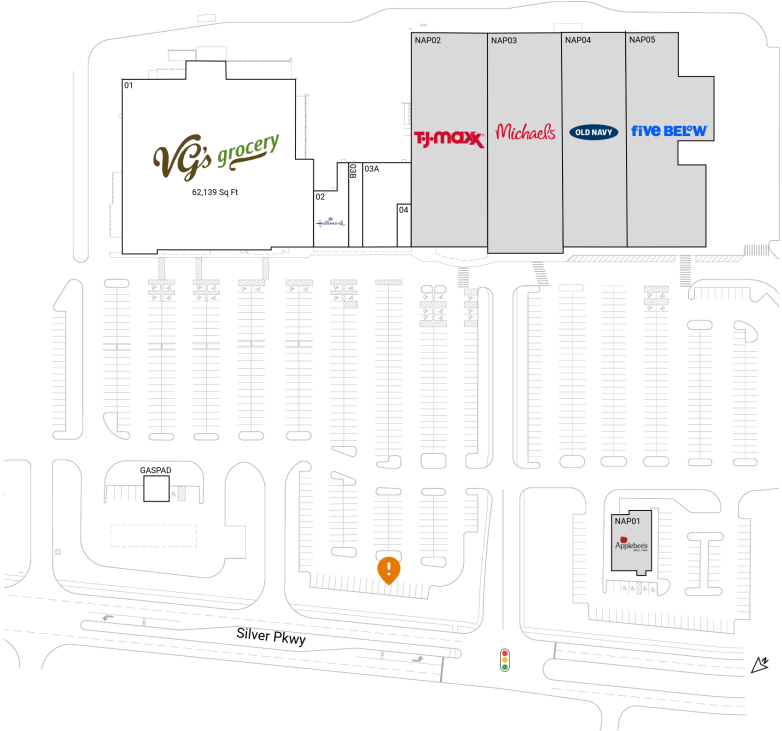 NAP02
NAP03
NAP04
NAP05
01
VG's grocery
62,139 Sq Ft
T·J·maxx
Michaels
OLD NAVY
five BELOW
02
Hallmark
03B
03A
04
GASPAD
NAP01
Applebee's
Silver Pkwy